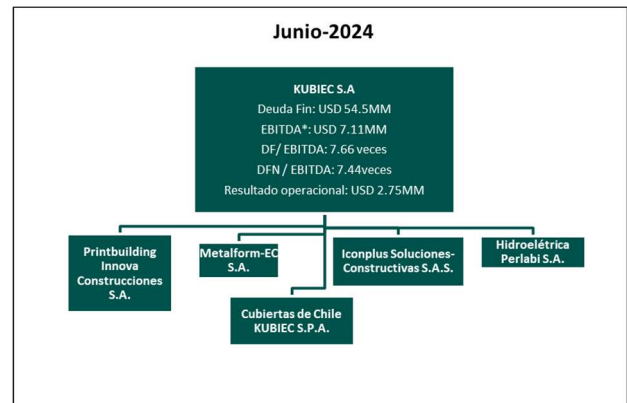 Junio-2024
KUBIEC S.A
Deuda Fin: USD 54.5MM
EBITDA*: USD 7.11MM
DF/ EBITDA: 7.66 veces
DFN / EBITDA: 7.44veces
Resultado operacional: USD 2.75MM
Printbuilding
Innova
Construcciones
S.A.
Metalform-EC
S.A.
Iconplus Soluciones-
Constructivas S.A.S.
Hidroelétrica
Perlabi S.A.
Cubiertas de Chile
KUBIEC S.P.A.